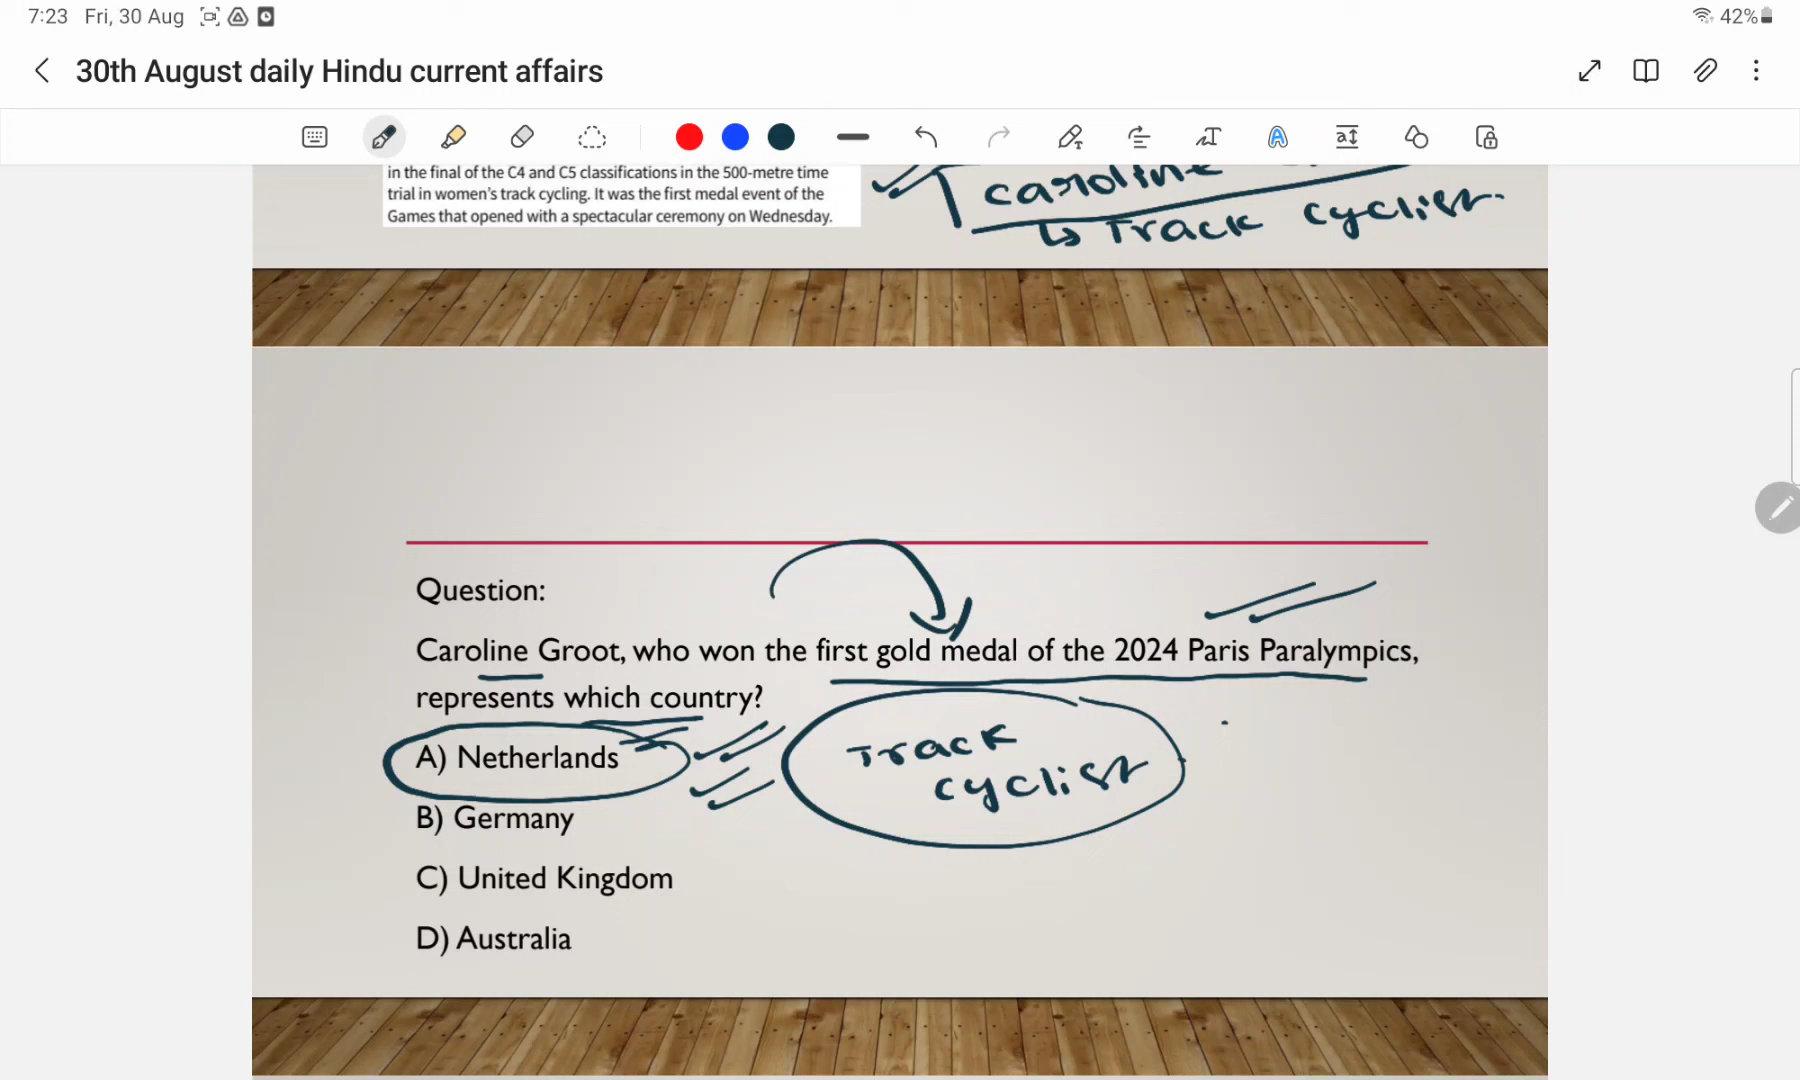 7:23 Fri, 30 Aug 42%
30th August daily Hindu current affairs
in the final of the C4 and C5 classifications in the 500-metre time
trial in women's track cycling. It was the first medal event of the
Games that opened with a spectacular ceremony on Wednesday.
caroline
↳ Track cyclist.
Question:
Caroline Groot, who won the first gold medal of the 2024 Paris Paralympics,
represents which country?
A) Netherlands
Track
cyclist
B) Germany
C) United Kingdom
D) Australia